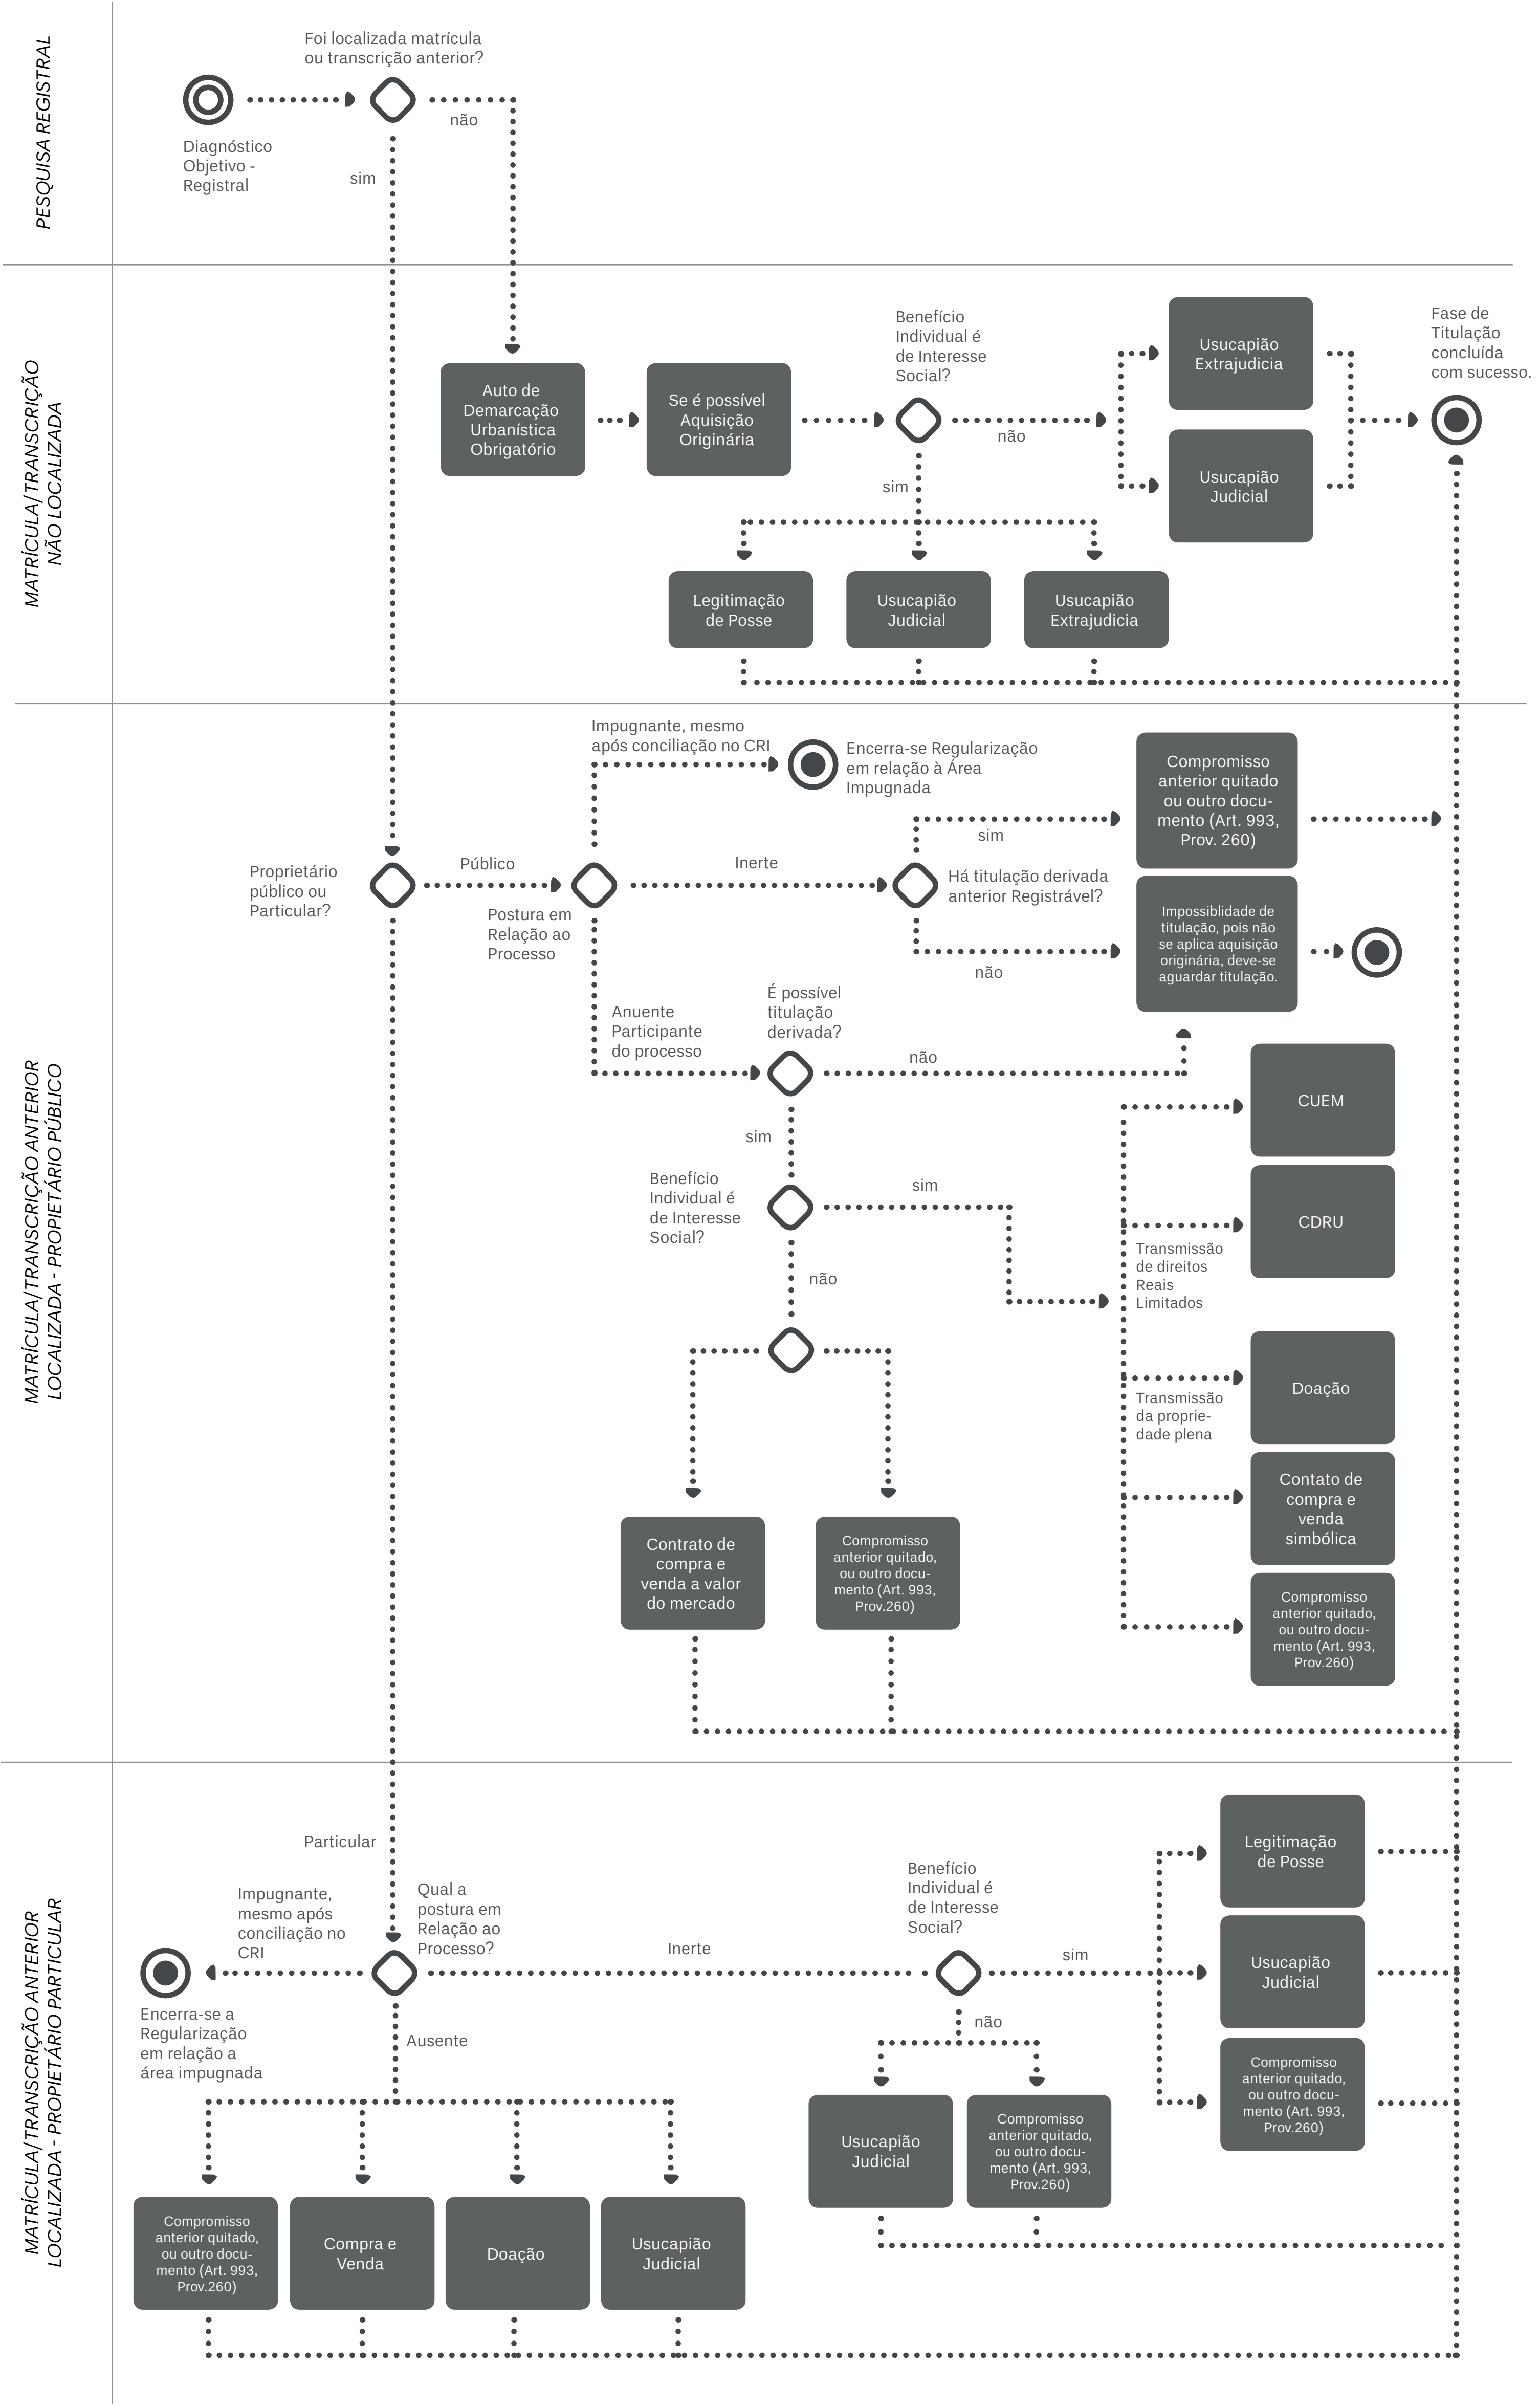 PESQUISA REGISTRAL
Foi localizada matrícula
ou transcrição anterior?
não
sim
Diagnóstico
Objetivo -
Registral
MATRÍCULA/TRANSCRIÇÃO
NÃO LOCALIZADA
Auto de
Demarcação
Urbanística
Obrigatório
Se é possível
Aquisição
Originária
Benefício
Individual é
de Interesse
Social?
não
sim
Usucapião
Extrajudicia
Usucapião
Judicial
Fase de
Titulação
concluída
com sucesso.
Legitimação
de Posse
Usucapião
Judicial
Usucapião
Extrajudicia
MATRÍCULA/TRANSCRIÇÃO ANTERIOR
LOCALIZADA - PROPIETÁRIO PÚBLICO
Proprietário
público ou
Particular?
Público
Postura em
Relação ao
Processo
Impugnante, mesmo
após conciliação no CRI
Encerra-se Regularização
em relação à Área
Impugnada
Inerte
Há titulação derivada
anterior Registrável?
sim
não
Compromisso
anterior quitado
ou outro docu-
mento (Art. 993,
Prov. 260)
Impossiblidade de
titulação, pois não
se aplica aquisição
originária, deve-se
aguardar titulação.
Anuente
Participante
do processo
É possível
titulação
derivada?
não
sim
Benefício
Individual é
de Interesse
Social?
sim
não
CUEM
CDRU
Transmissão
de direitos
Reais
Limitados
Doação
Transmissão
da proprie-
dade plena
Contato de
compra e
venda
simbólica
Compromisso
anterior quitado,
ou outro docu-
mento (Art. 993,
Prov.260)
Contrato de
compra e
venda a valor
do mercado
Compromisso
anterior quitado,
ou outro docu-
mento (Art. 993,
Prov.260)
MATRÍCULA/TRANSCRIÇÃO ANTERIOR
LOCALIZADA - PROPIETÁRIO PARTICULAR
Particular
Impugnante,
mesmo após
conciliação no
CRI
Qual a
postura em
Relação ao
Processo?
Encerra-se a
Regularização
em relação a
área impugnada
Ausente
Inerte
Benefício
Individual é
de Interesse
Social?
sim
não
Legitimação
de Posse
Usucapião
Judicial
Compromisso
anterior quitado,
ou outro docu-
mento (Art. 993,
Prov.260)
Usucapião
Judicial
Compromisso
anterior quitado,
ou outro docu-
mento (Art. 993,
Prov.260)
Compromisso
anterior quitado,
ou outro docu-
mento (Art. 993,
Prov.260)
Compra e
Venda
Doação
Usucapião
Judicial